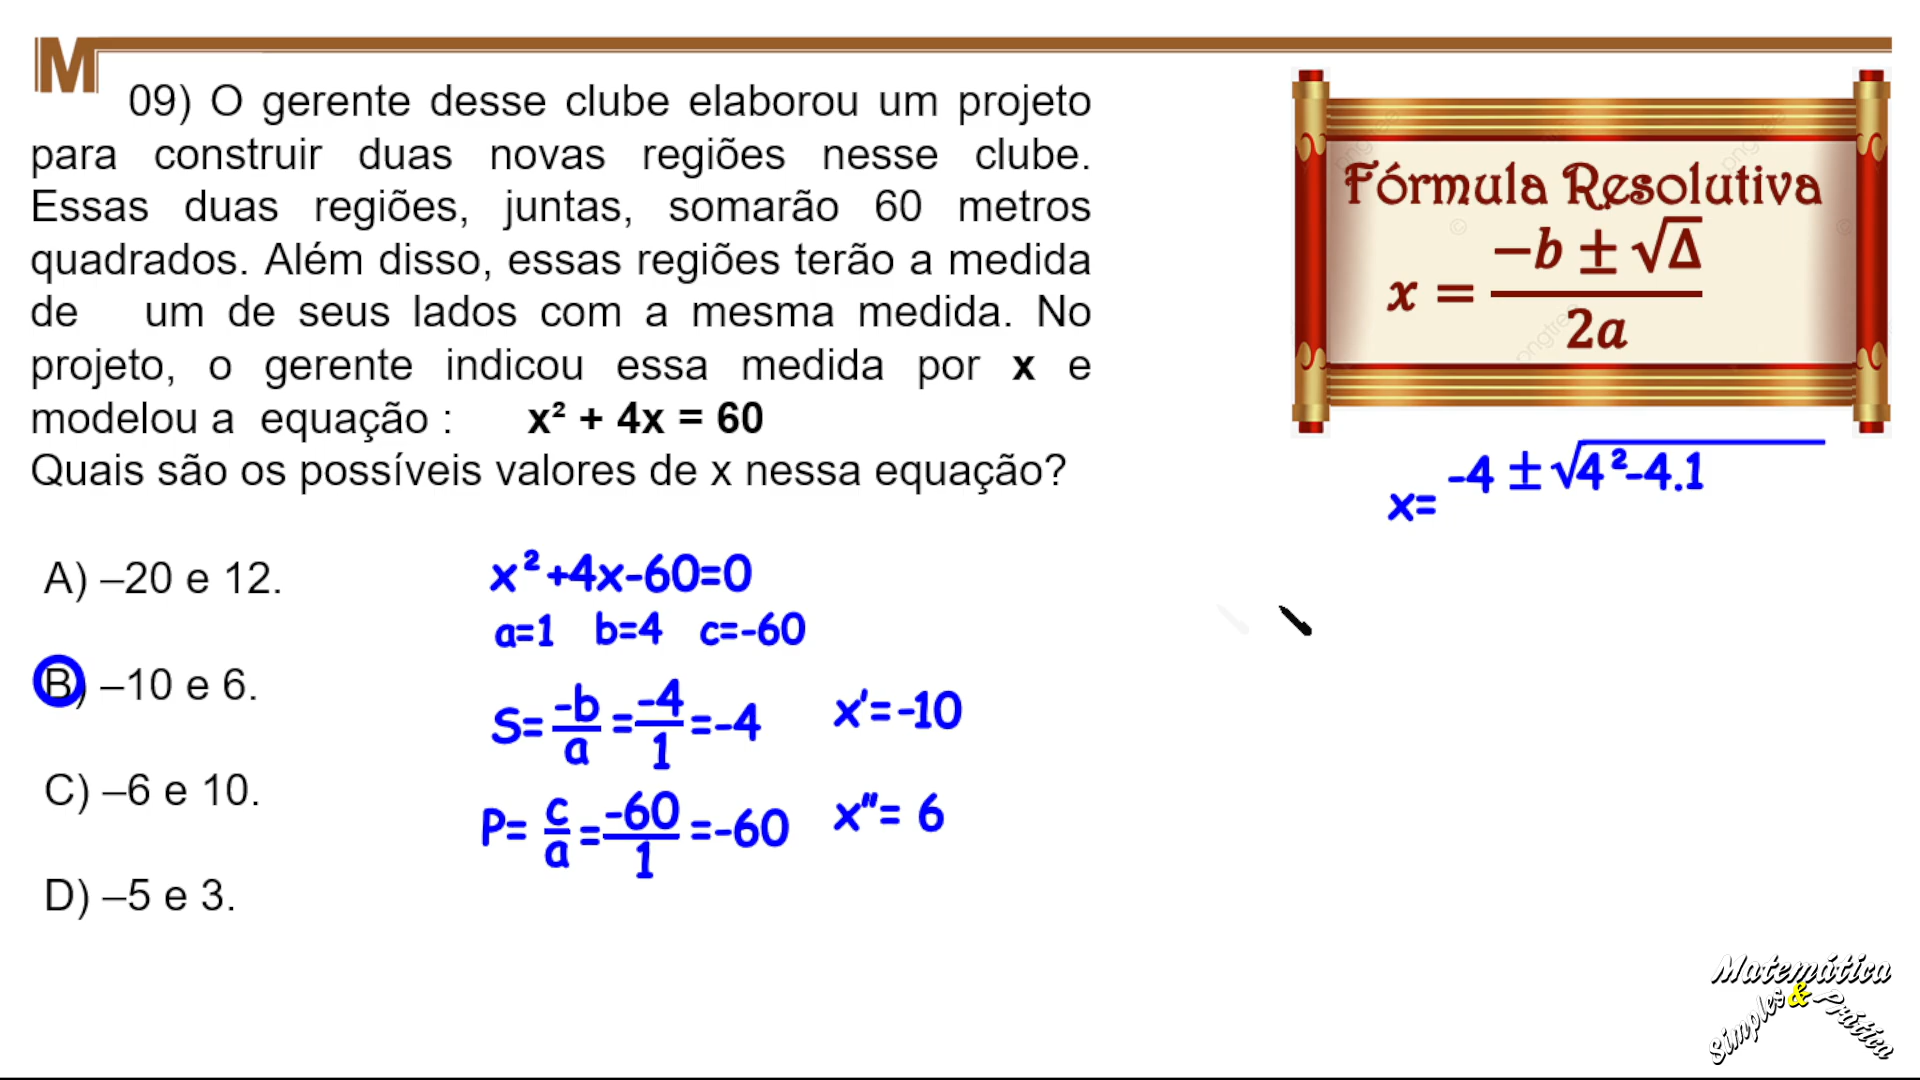 M
09) O gerente desse clube elaborou um projeto
para construir duas novas regiões nesse clube.
Essas duas regiões, juntas, somarão 60 metros
quadrados. Além disso, essas regiões terão a medida
de um de seus lados com a mesma medida. No
projeto, o gerente indicou essa medida por x e
modelou a equação : x² + 4x = 60
Quais são os possíveis valores de x nessa equação?
A) –20 e 12.
B) –10 e 6.
C) –6 e 10.
D) –5 e 3.
x²+4x-60=0
a=1 b=4 c=-60
S= -b/a = -4/1 =-4 x'=-10
P= c/a = -60/1 =-60 x"= 6
Fórmula Resolutiva
x = (−b ± √Δ)/2a
x= -4 ± √4²-4.1
Matemática
Simples & Prática